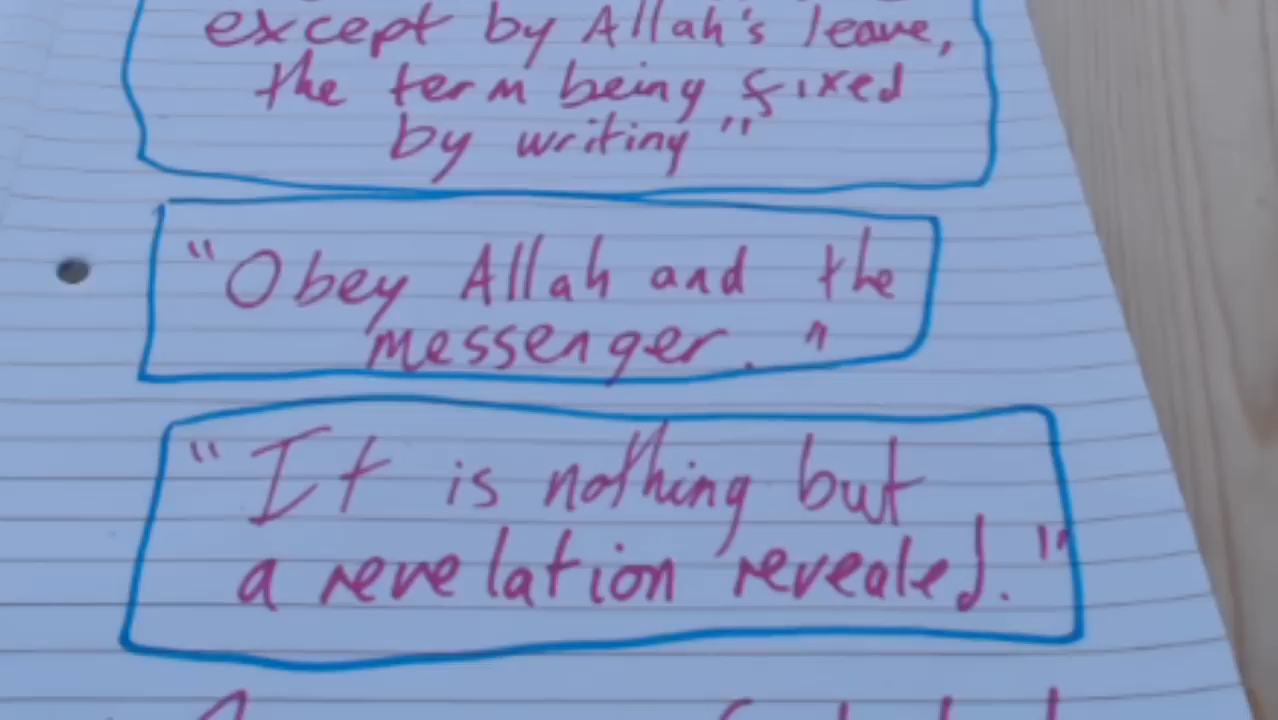 except by Allah's leave,
the term being fixed
by writing"
"Obey Allah and the
messenger."
"It is nothing but
a revelation revealed."